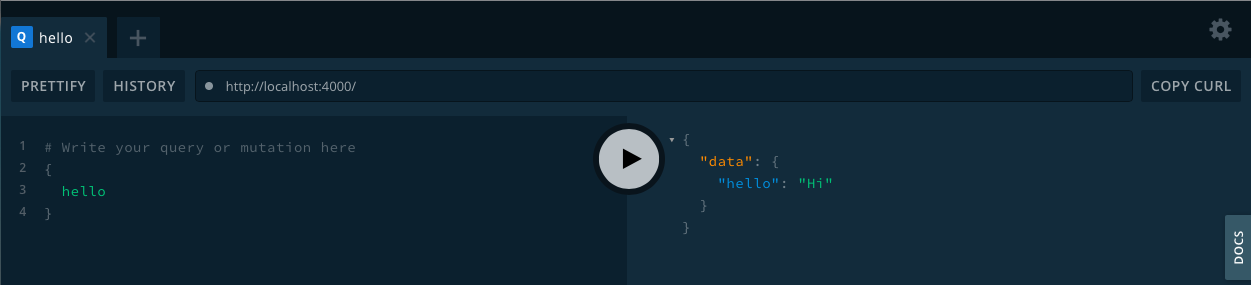 Q hello ×
+
PRETTIFY HISTORY http://localhost:4000/ COPY CURL
1 # Write your query or mutation here
2 {
3 hello
4 }
{
"data": {
"hello": "Hi"
}
}
DOCS